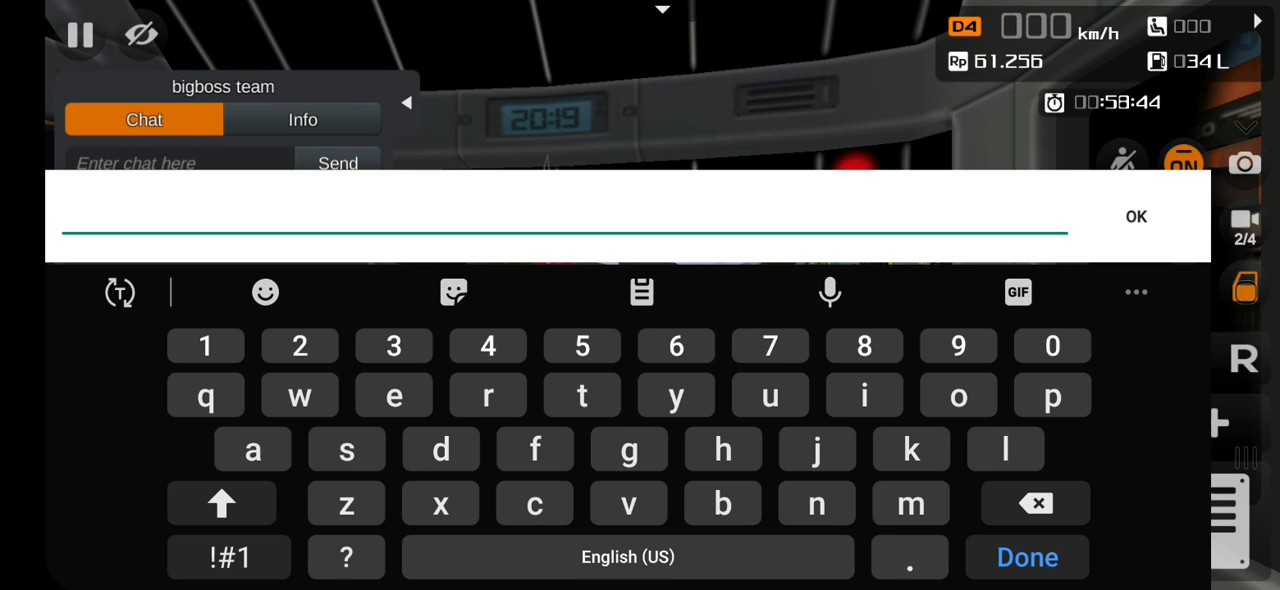 D4 000 km/h 000
Rp 61.256 034 L
00:58:44
bigboss team
Chat Info
20:19
Enter chat here Send
ON
OK
2/4
T
GIF
1 2 3 4 5 6 7 8 9 0
R
q w e r t y u i o p
a s d f g h j k l
z x c v b n m
!#1 ? English (US) . Done